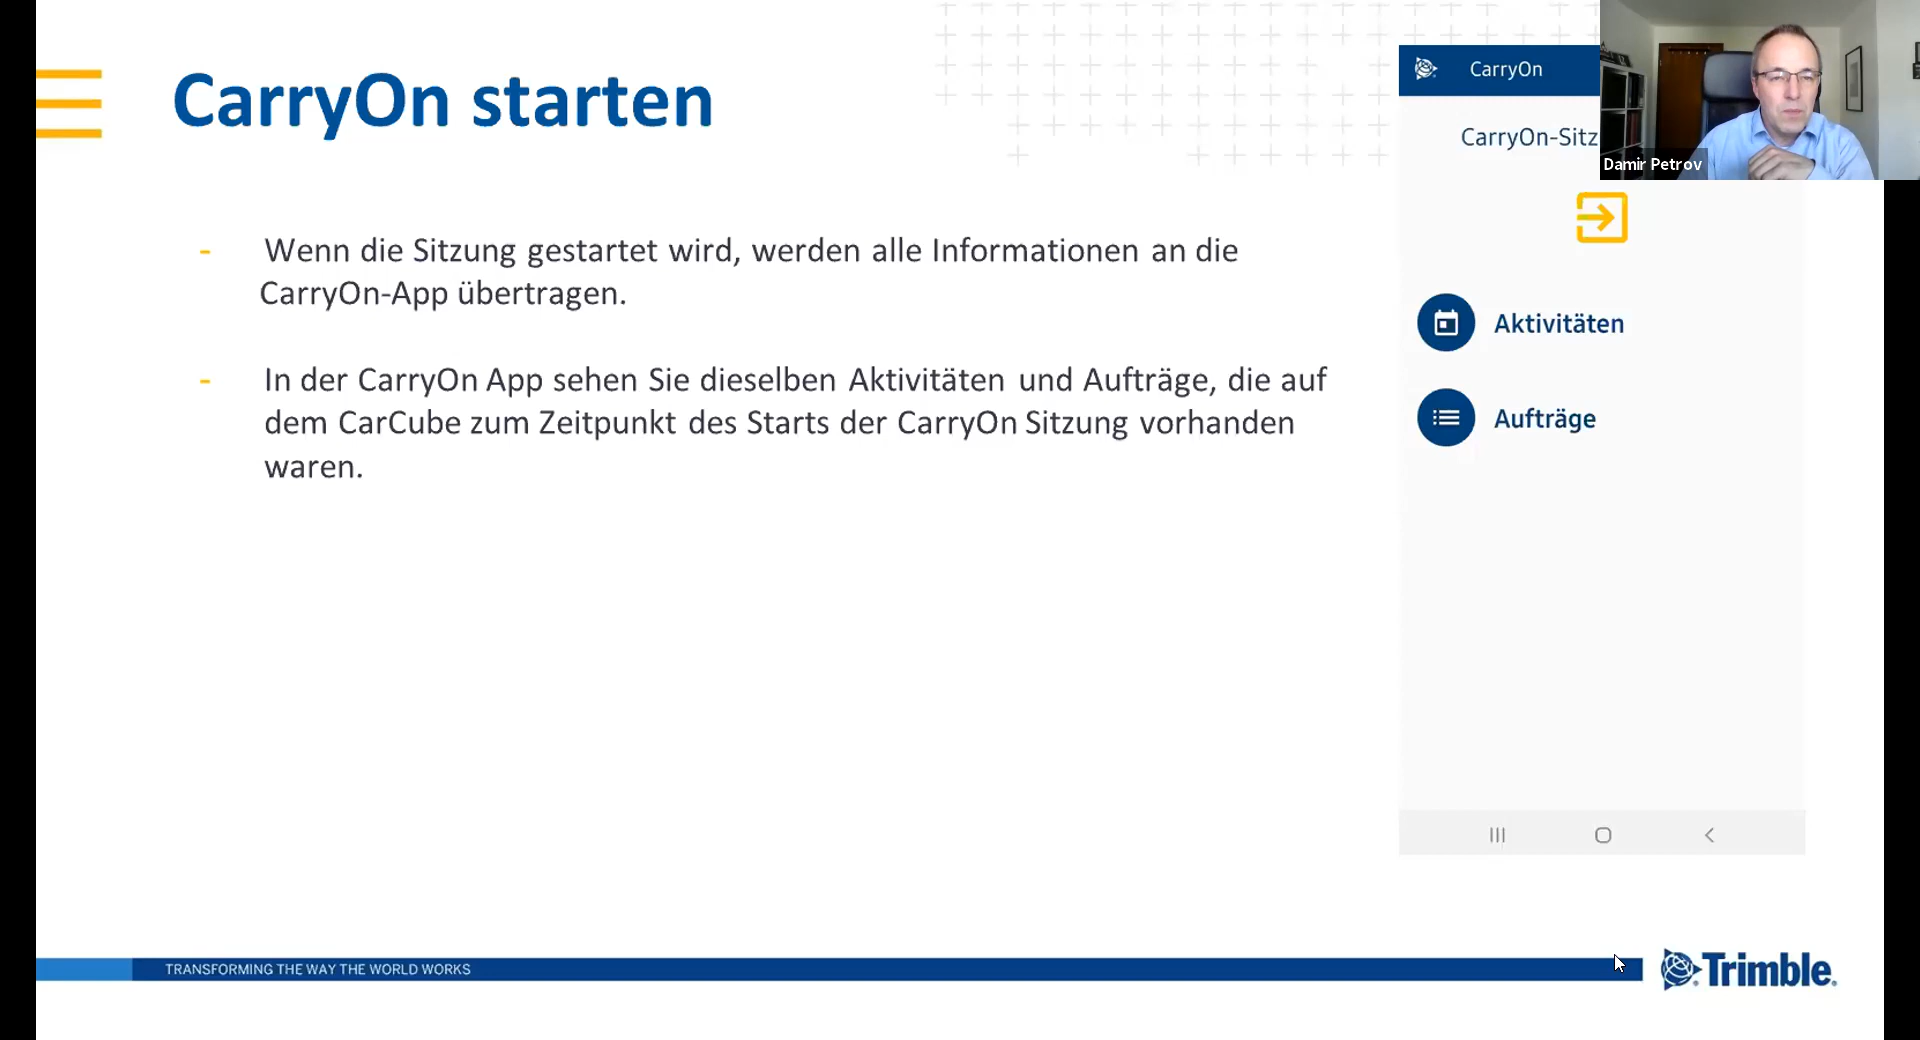 CarryOn starten
- Wenn die Sitzung gestartet wird, werden alle Informationen an die
CarryOn-App übertragen.
- In der CarryOn App sehen Sie dieselben Aktivitäten und Aufträge, die auf
dem CarCube zum Zeitpunkt des Starts der CarryOn Sitzung vorhanden
waren.
CarryOn
CarryOn-Sitz
Damir Petrov
Aktivitäten
Aufträge
TRANSFORMING THE WAY THE WORLD WORKS
Trimble.